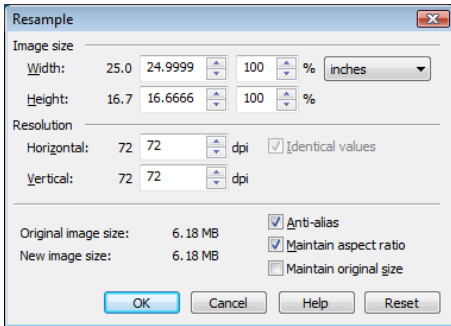 Resample
Image size
Width: 25.0 24.9999 100 % inches
Height: 16.7 16.6666 100 %
Resolution
Horizontal: 72 72 dpi Identical values
Vertical: 72 72 dpi
Original image size: 6.18 MB
New image size: 6.18 MB
Anti-alias
Maintain aspect ratio
Maintain original size
OK Cancel Help Reset